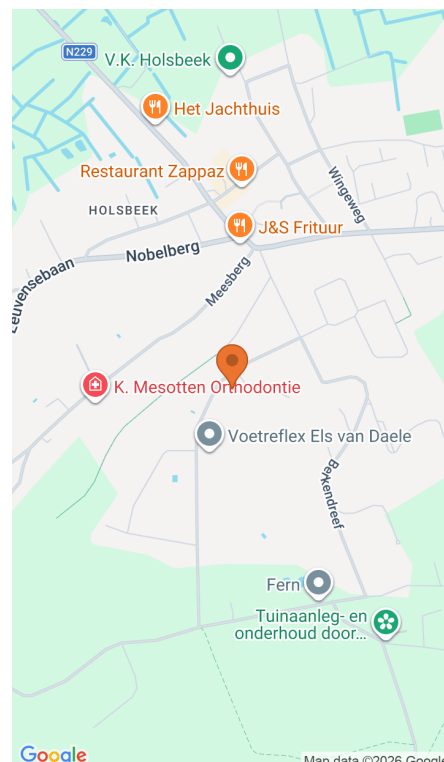 N229
V.K. Holsbeek
Het Jachthuis
Restaurant Zappaz
Wingeweg
HOLSBEEK
J&S Frituur
Nobelberg
Leuvensebaan
Meesberg
K. Mesotten Orthodontie
Voetreflex Els van Daele
Berkendreef
Fern
Tuinaanleg- en
onderhoud door...
Google
Map data ©2026 Google